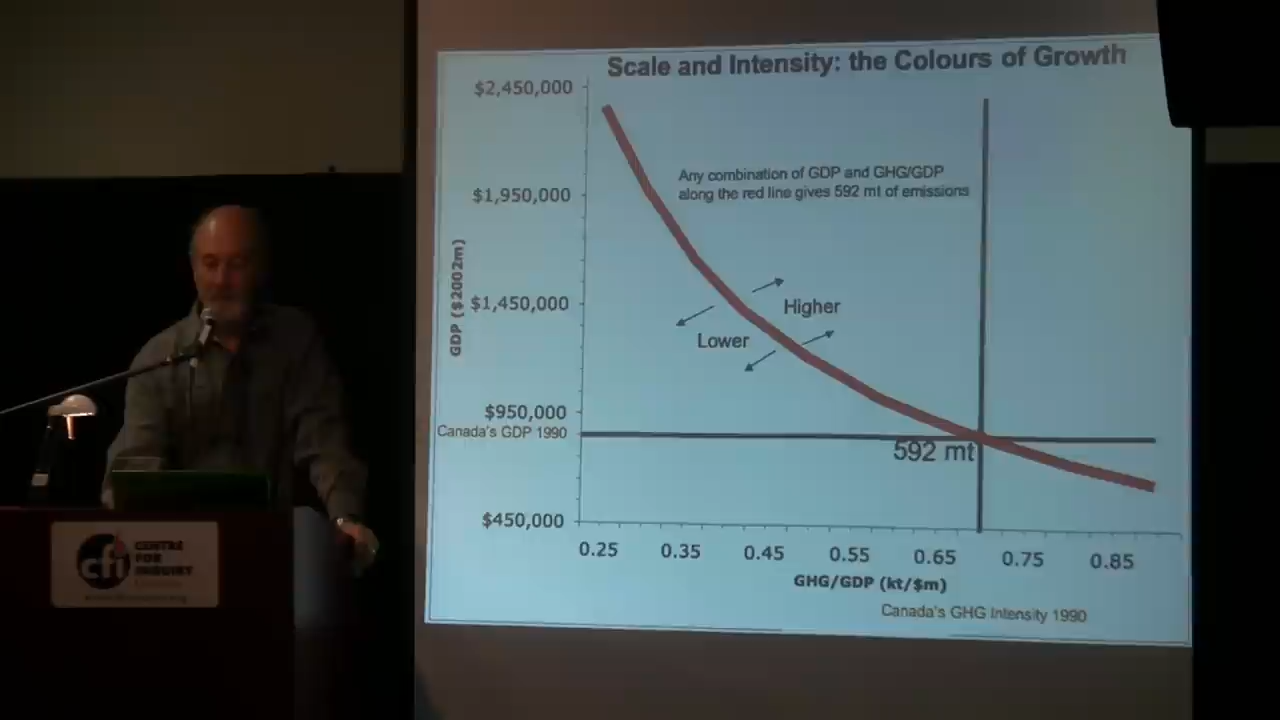 Scale and Intensity: the Colours of Growth
$2,450,000
Any combination of GDP and GHG/GDP
along the red line gives 592 mt of emissions
$1,950,000
GDP ($2002m)
$1,450,000
Higher
Lower
$950,000
Canada's GDP 1990
592 mt
$450,000
0.25 0.35 0.45 0.55 0.65 0.75 0.85
GHG/GDP (kt/$m)
Canada's GHG Intensity 1990
cfi
CENTRE
FOR
INQUIRY